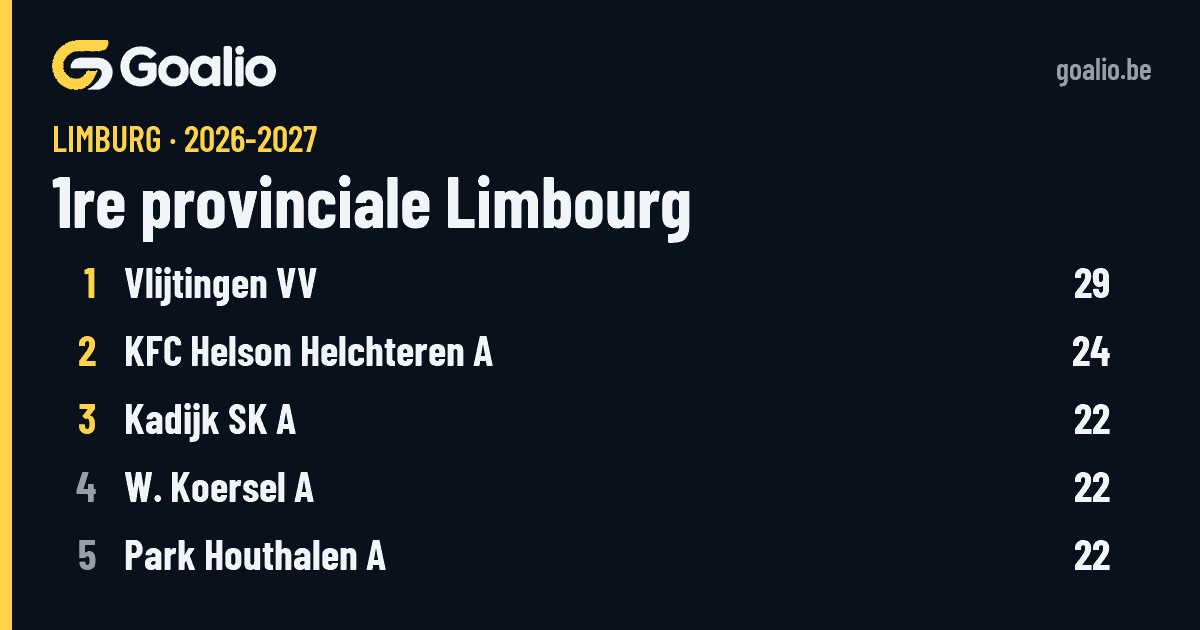 Goalio
goalio.be
LIMBURG · 2026-2027
1re provinciale Limbourg
1 Vlijtingen VV 29
2 KFC Helson Helchteren A 24
3 Kadijk SK A 22
4 W. Koersel A 22
5 Park Houthalen A 22